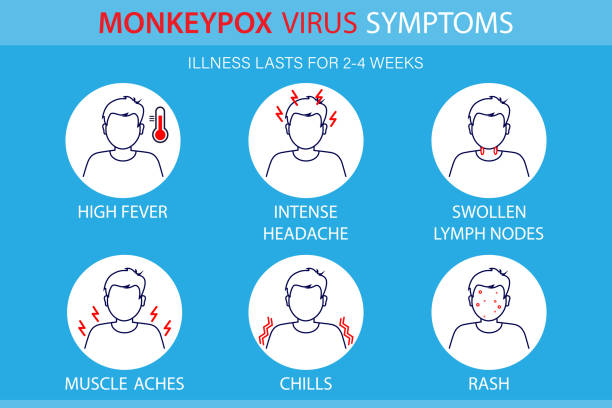 MONKEYPOX VIRUS SYMPTOMS
ILLNESS LASTS FOR 2-4 WEEKS
HIGH FEVER
INTENSE
HEADACHE
SWOLLEN
LYMPH NODES
MUSCLE ACHES
CHILLS
RASH